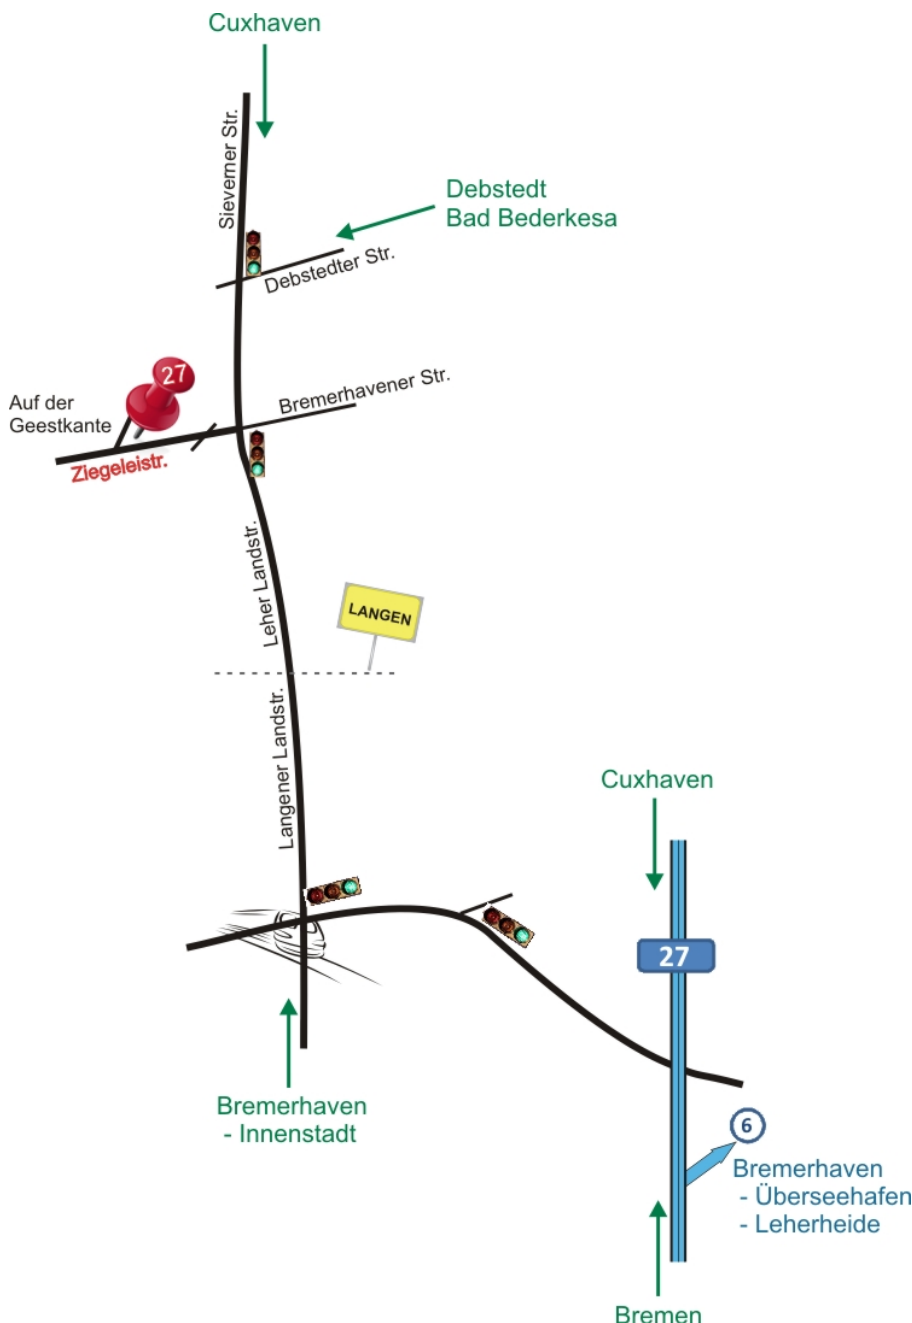 Cuxhaven
Sieverner Str.
Debstedt
Bad Bederkesa
Debstedter Str.
27
Bremerhavener Str.
Auf der
Geestkante
Ziegeleistr.
Leher Landstr.
LANGEN
Langener Landstr.
Cuxhaven
27
Bremerhaven
- Innenstadt
6
Bremerhaven
- Überseehafen
- Leherheide
Bremen